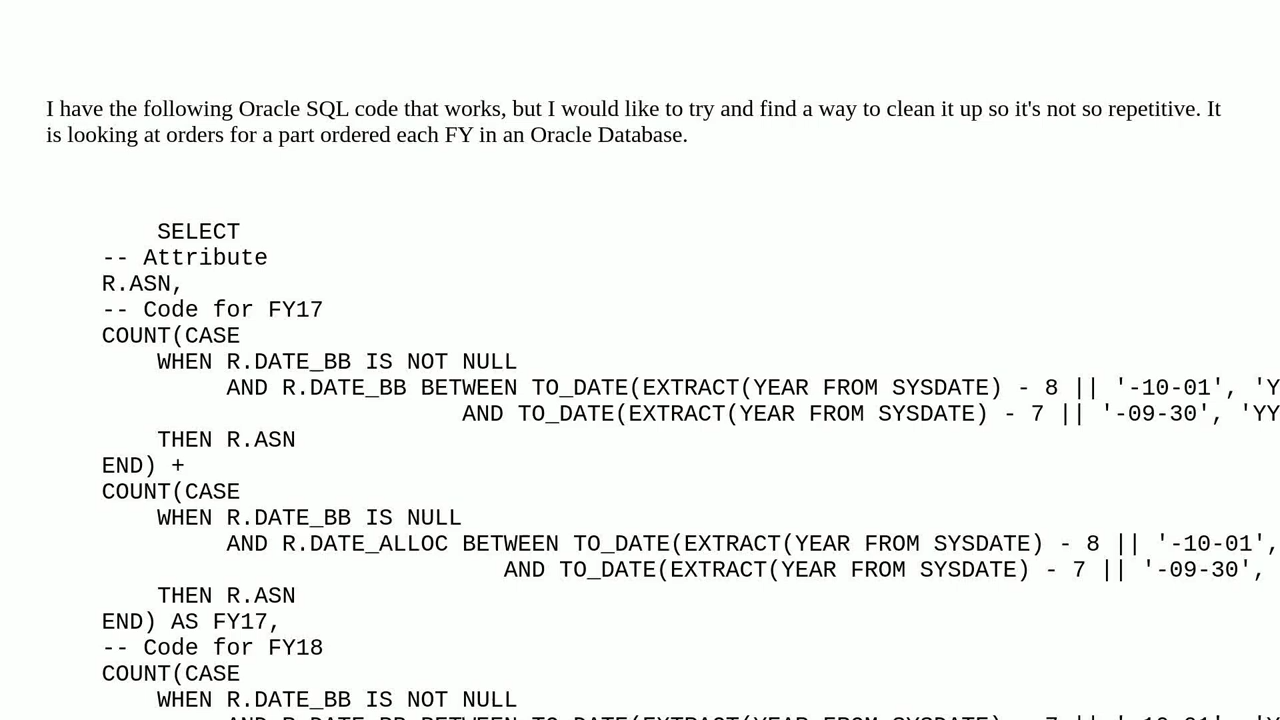 I have the following Oracle SQL code that works, but I would like to try and find a way to clean it up so it's not so repetitive. It
is looking at orders for a part ordered each FY in an Oracle Database.
SELECT
-- Attribute
R.ASN,
-- Code for FY17
COUNT(CASE
WHEN R.DATE_BB IS NOT NULL
AND R.DATE_BB BETWEEN TO_DATE(EXTRACT(YEAR FROM SYSDATE) - 8 || '-10-01', 'Y
AND TO_DATE(EXTRACT(YEAR FROM SYSDATE) - 7 || '-09-30', 'YY
THEN R.ASN
END) +
COUNT(CASE
WHEN R.DATE_BB IS NULL
AND R.DATE_ALLOC BETWEEN TO_DATE(EXTRACT(YEAR FROM SYSDATE) - 8 || '-10-01',
AND TO_DATE(EXTRACT(YEAR FROM SYSDATE) - 7 || '-09-30',
THEN R.ASN
END) AS FY17,
-- Code for FY18
COUNT(CASE
WHEN R.DATE_BB IS NOT NULL